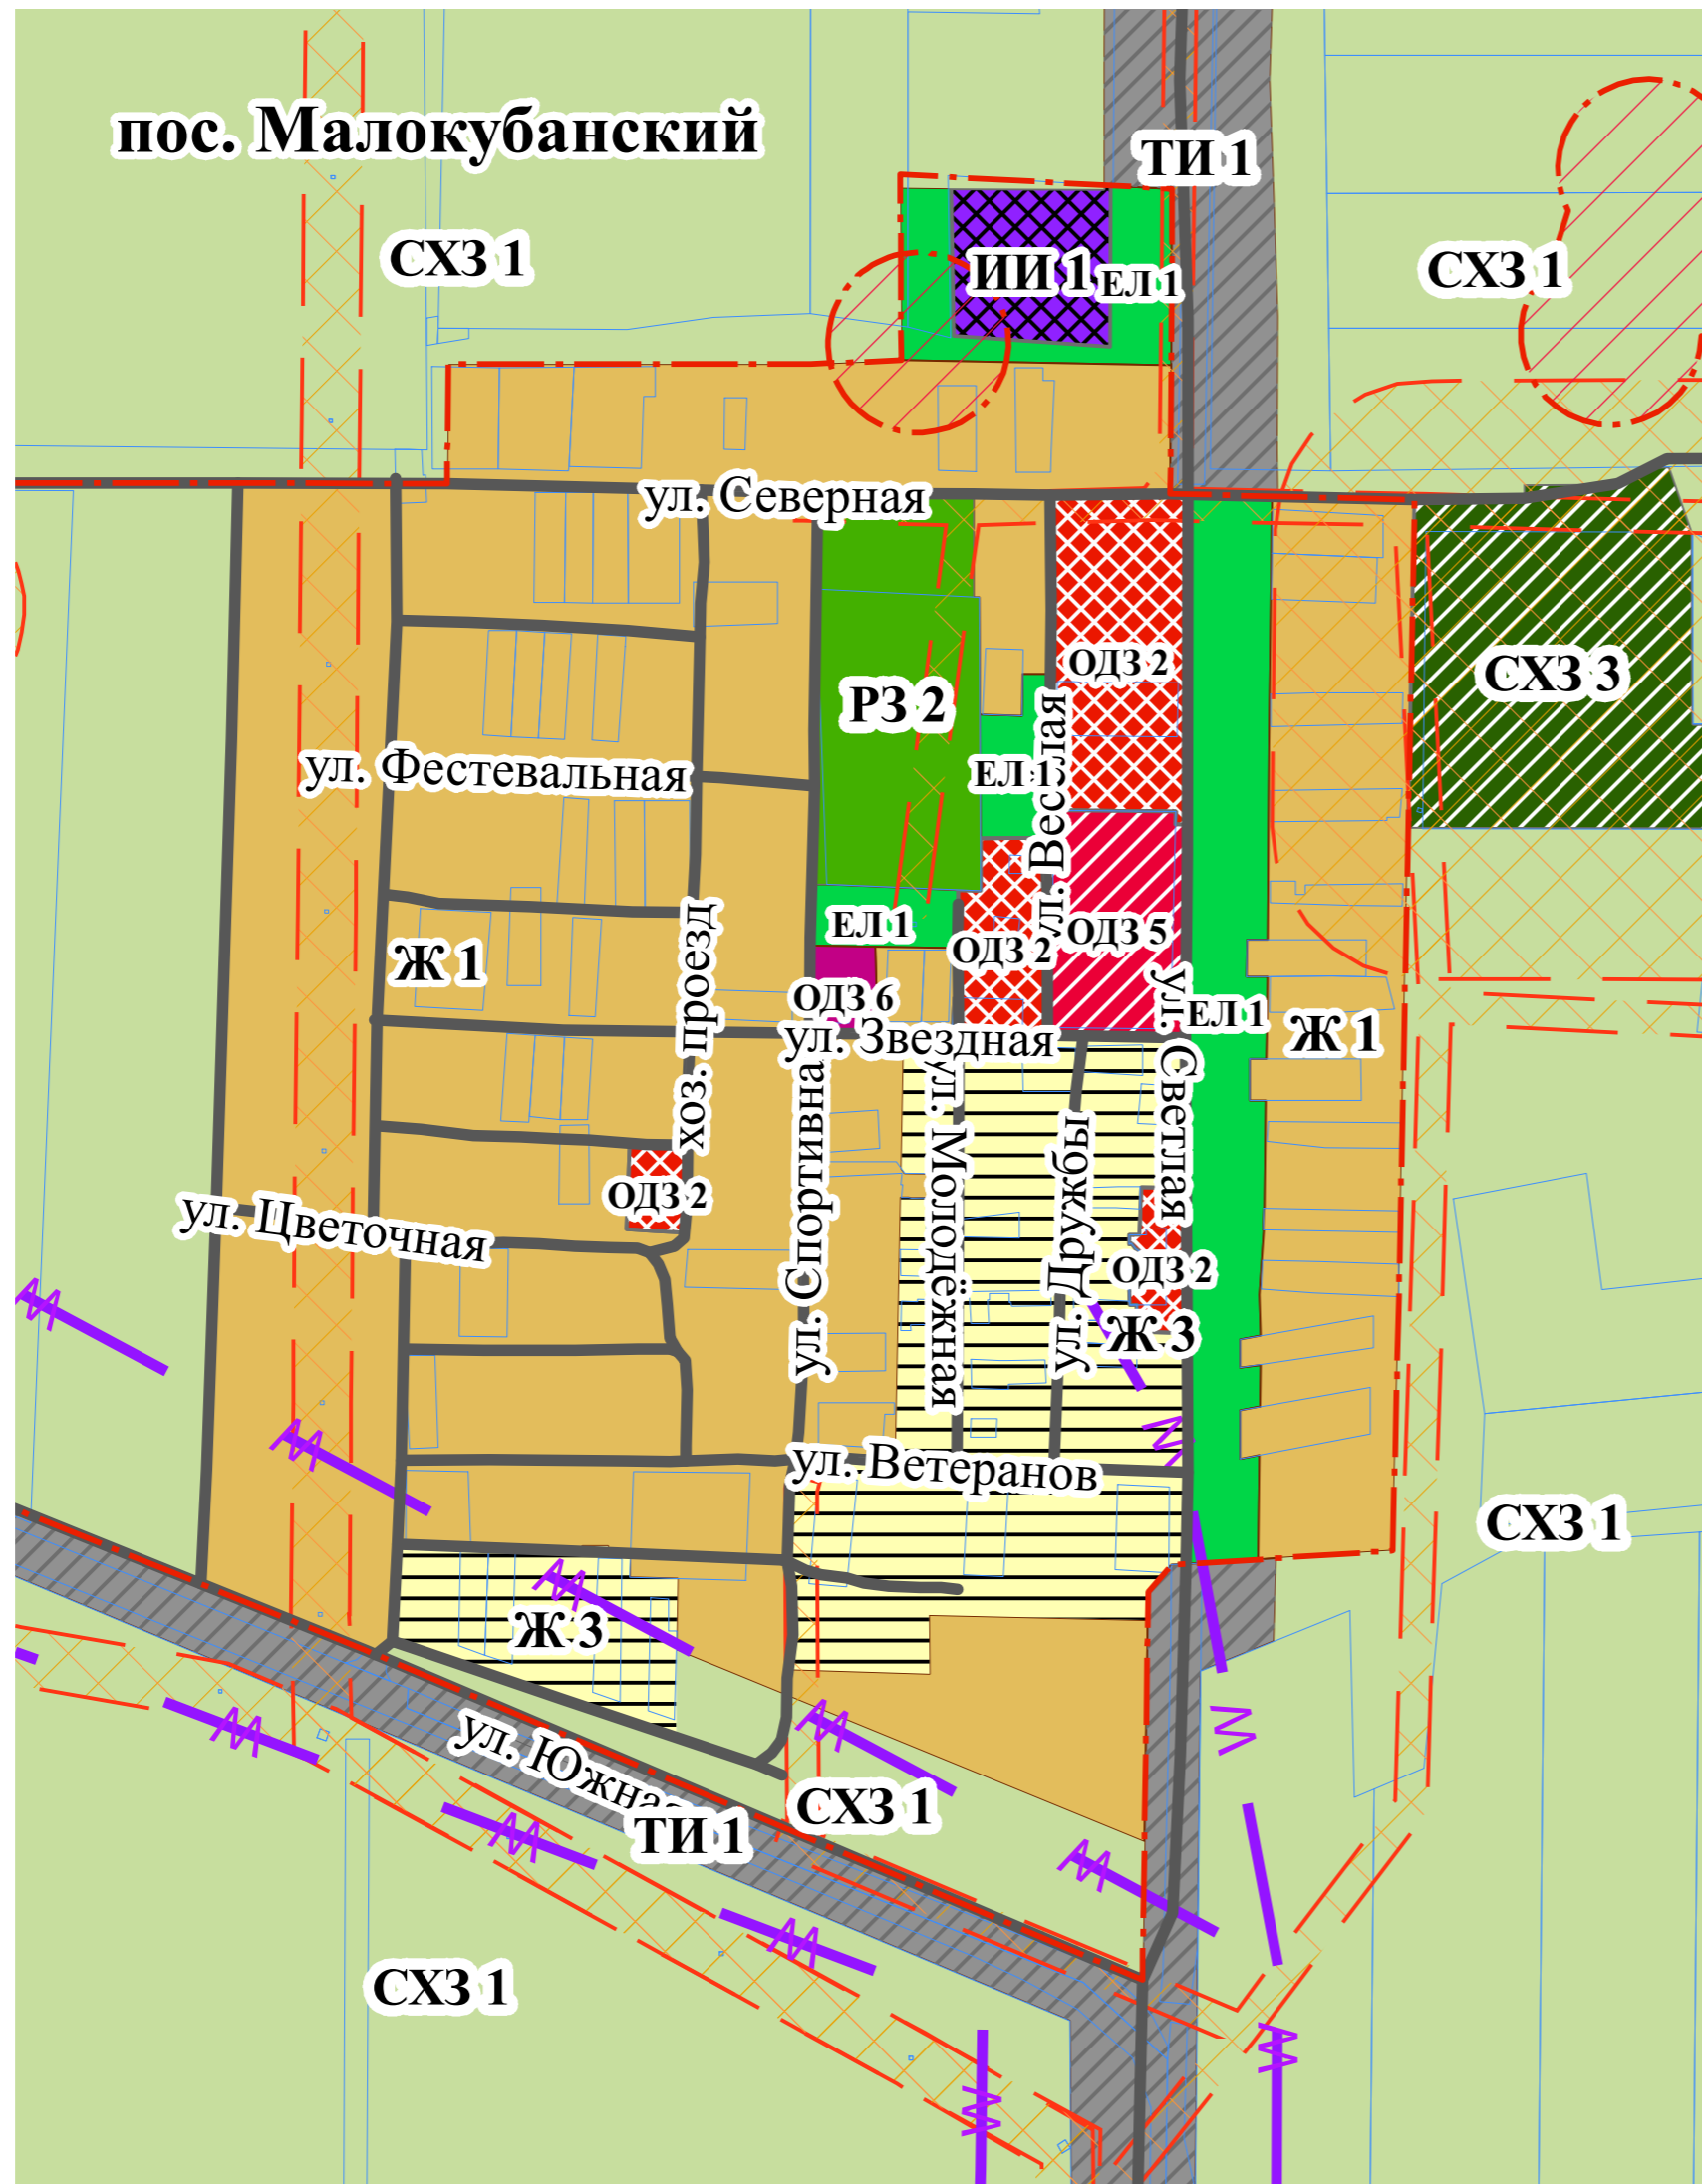 пос. Малокубанский
ТИ 1
СХЗ 1
ИИ 1
ЕЛ 1
СХЗ 1
ул. Северная
ОДЗ 2
СХЗ 3
РЗ 2
ул. Фестевальная
ЕЛ 1
ул. Веселая
ЕЛ 1
ОДЗ 5
ОДЗ 2
Ж 1
хоз. проезд
ОДЗ 6
ЕЛ 1
Ж 1
ул. Звездная
ул. Светлая
ул. Молодёжная
ул. Дружбы
ОДЗ 2
ул. Цветочная
ОДЗ 2
Ж 3
ул. Ветеранов
СХЗ 1
Ж 3
ул. Южная
СХЗ 1
ТИ 1
СХЗ 1